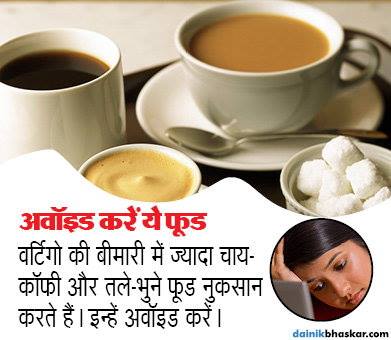 अवॉइड करें ये फूड
वर्टिगो की बीमारी में ज्यादा चाय-
कॉफी और तले-भुने फूड नुकसान
करते हैं। इन्हें अवॉइड करें।
dainikbhaskar.com